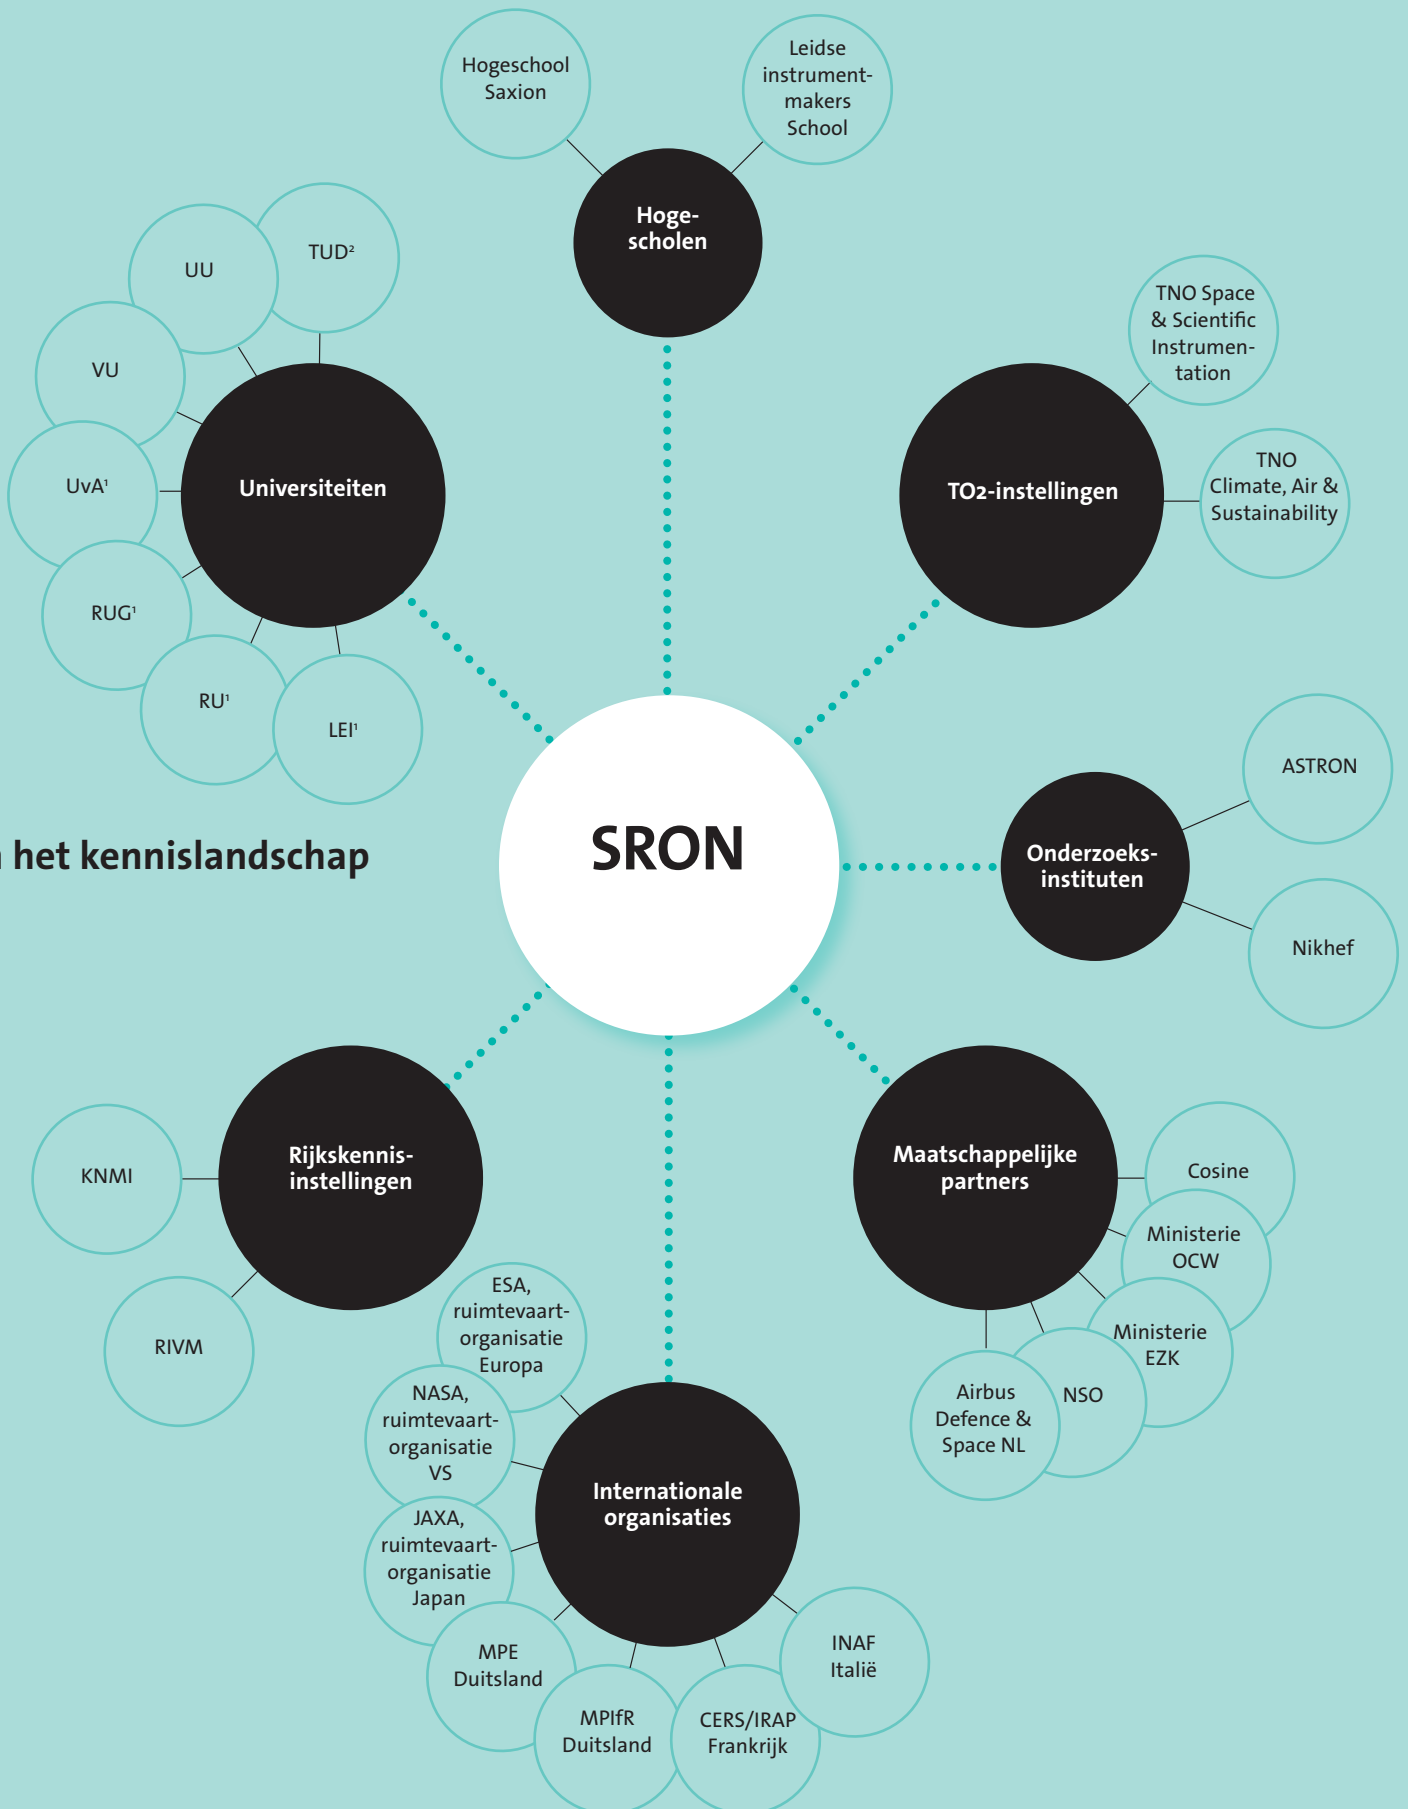 Hogeschool
Saxion
Leidse
instrument-
makers
School
Hoge-
scholen
TUD²
UU
VU
UvA¹
RUG¹
RU¹
LEI¹
Universiteiten
TNO Space
& Scientific
Instrumen-
tation
TNO
Climate, Air &
Sustainability
TO2-instellingen
het kennislandschap
SRON
ASTRON
Onderzoeks-
instituten
Nikhef
Rijkskennis-
instellingen
KNMI
RIVM
Maatschappelijke
partners
Cosine
Ministerie
OCW
Ministerie
EZK
NSO
Airbus
Defence &
Space NL
ESA,
ruimtevaart-
organisatie
Europa
NASA,
ruimtevaart-
organisatie
VS
JAXA,
ruimtevaart-
organisatie
Japan
Internationale
organisaties
MPE
Duitsland
MPIfR
Duitsland
CERS/IRAP
Frankrijk
INAF
Italië